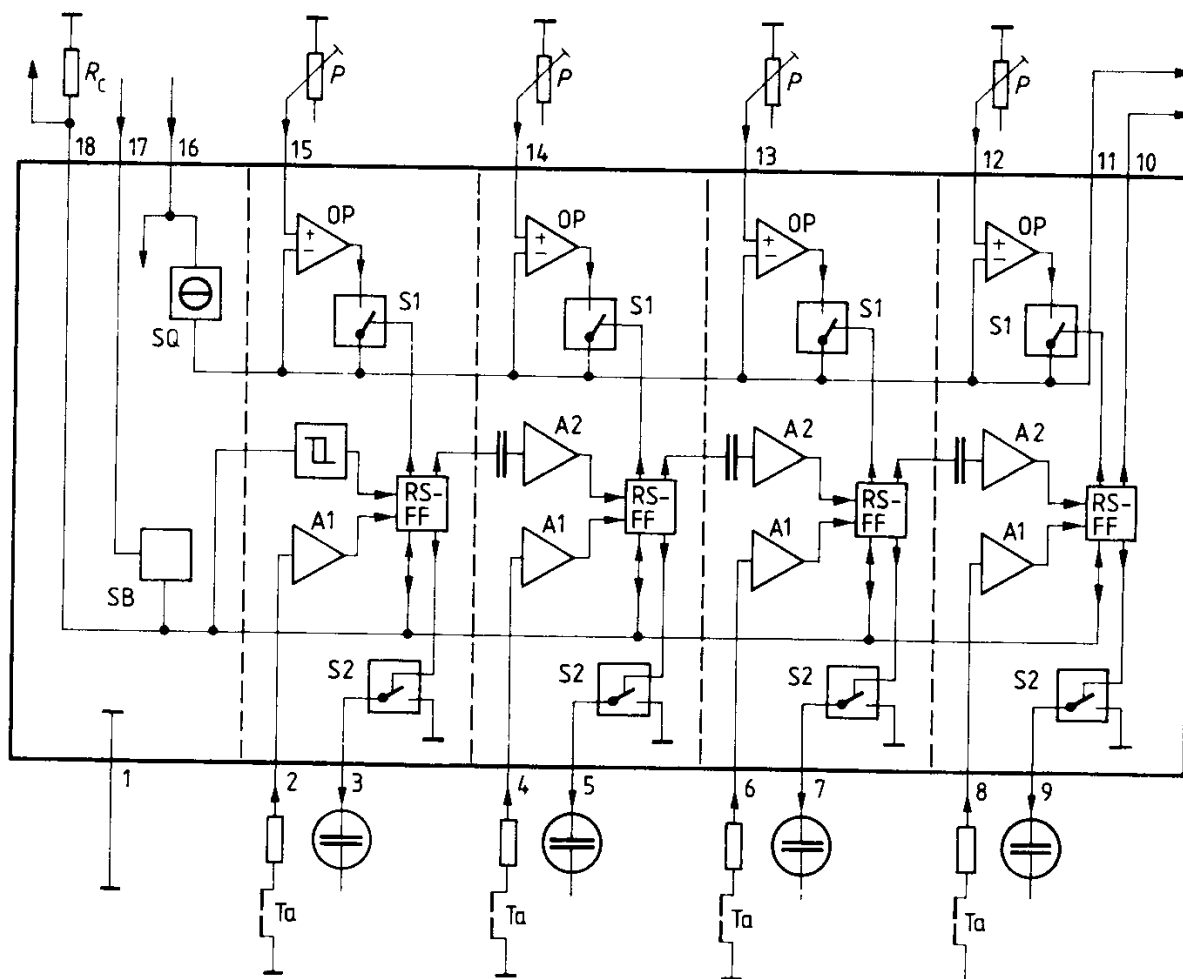 R_C P P P P
18 17 16 15 14 13 12 11 10
OP OP OP OP
+ + + +
− − − −
S1 S1 S1 S1
SQ
A2 A2 A2
RS-FF RS-FF RS-FF RS-FF
A1 A1 A1 A1
SB
S2 S2 S2 S2
1 2 3 4 5 6 7 8 9
Ta Ta Ta Ta